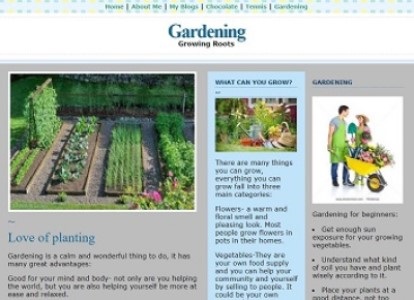 Home | About Me | My Blogs | Chocolate | Tennis | Gardening
Gardening
Growing Roots
Love of planting
Gardening is a calm and wonderful thing to do, it has
many great advantages:
Good for your mind and body- not only are you helping
the world, but you are also helping yourself be more at
ease and relaxed.
WHAT CAN YOU GROW?
There are many things
you can grow,
everything you can
grow fall into three
main categories:
Flowers- a warm and
floral smell and
pleasing look. Most
people grow flowers in
pots in their homes.
Vegetables-They are
your own food supply
and you can help your
community and yourself
by selling to people. It
could be your own
GARDENING
Gardening for beginners:
• Get enough sun
exposure for your growing
vegetables.
• Understand what kind
of soil you have and plant
wisely according to it.
• Place your plants at a
good distance, not too